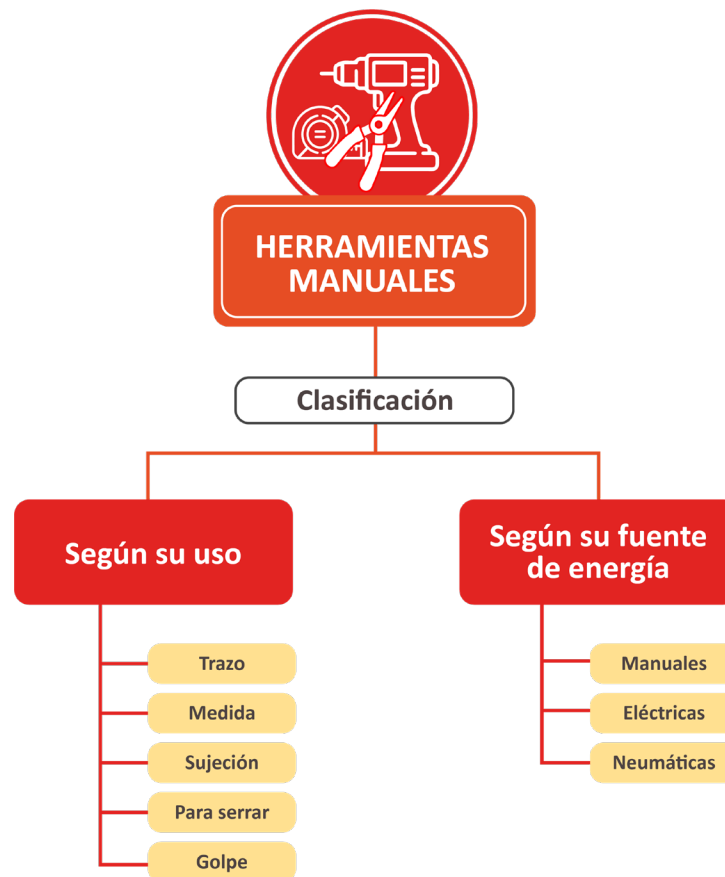 HERRAMIENTAS
MANUALES
Clasificación
Según su uso
Trazo
Medida
Sujeción
Para serrar
Golpe
Según su fuente
de energía
Manuales
Eléctricas
Neumáticas